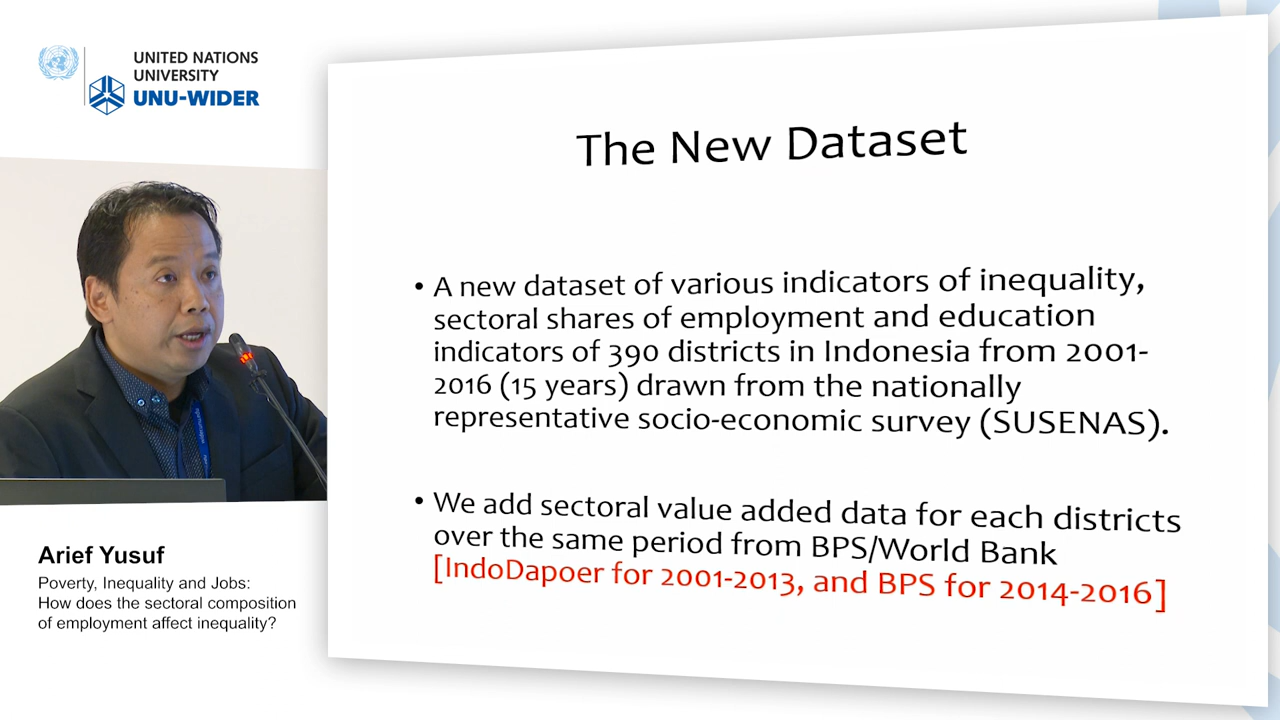 UNITED NATIONS
UNIVERSITY
UNU-WIDER
Arief Yusuf
Poverty, Inequality and Jobs:
How does the sectoral composition
of employment affect inequality?
The New Dataset
• A new dataset of various indicators of inequality,
sectoral shares of employment and education
indicators of 390 districts in Indonesia from 2001-
2016 (15 years) drawn from the nationally
representative socio-economic survey (SUSENAS).
• We add sectoral value added data for each districts
over the same period from BPS/World Bank
[IndoDapoer for 2001-2013, and BPS for 2014-2016]